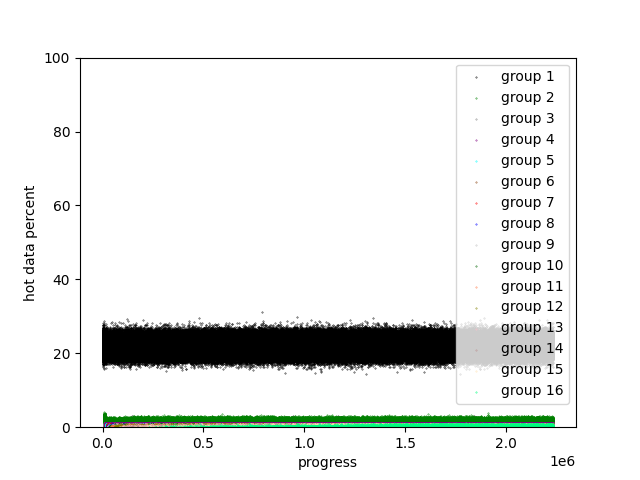 100
80
60
40
20
0
hot data percent
0.0
0.5
1.0
1.5
2.0
1e6
progress
group 1
group 2
group 3
group 4
group 5
group 6
group 7
group 8
group 9
group 10
group 11
group 12
group 13
group 14
group 15
group 16